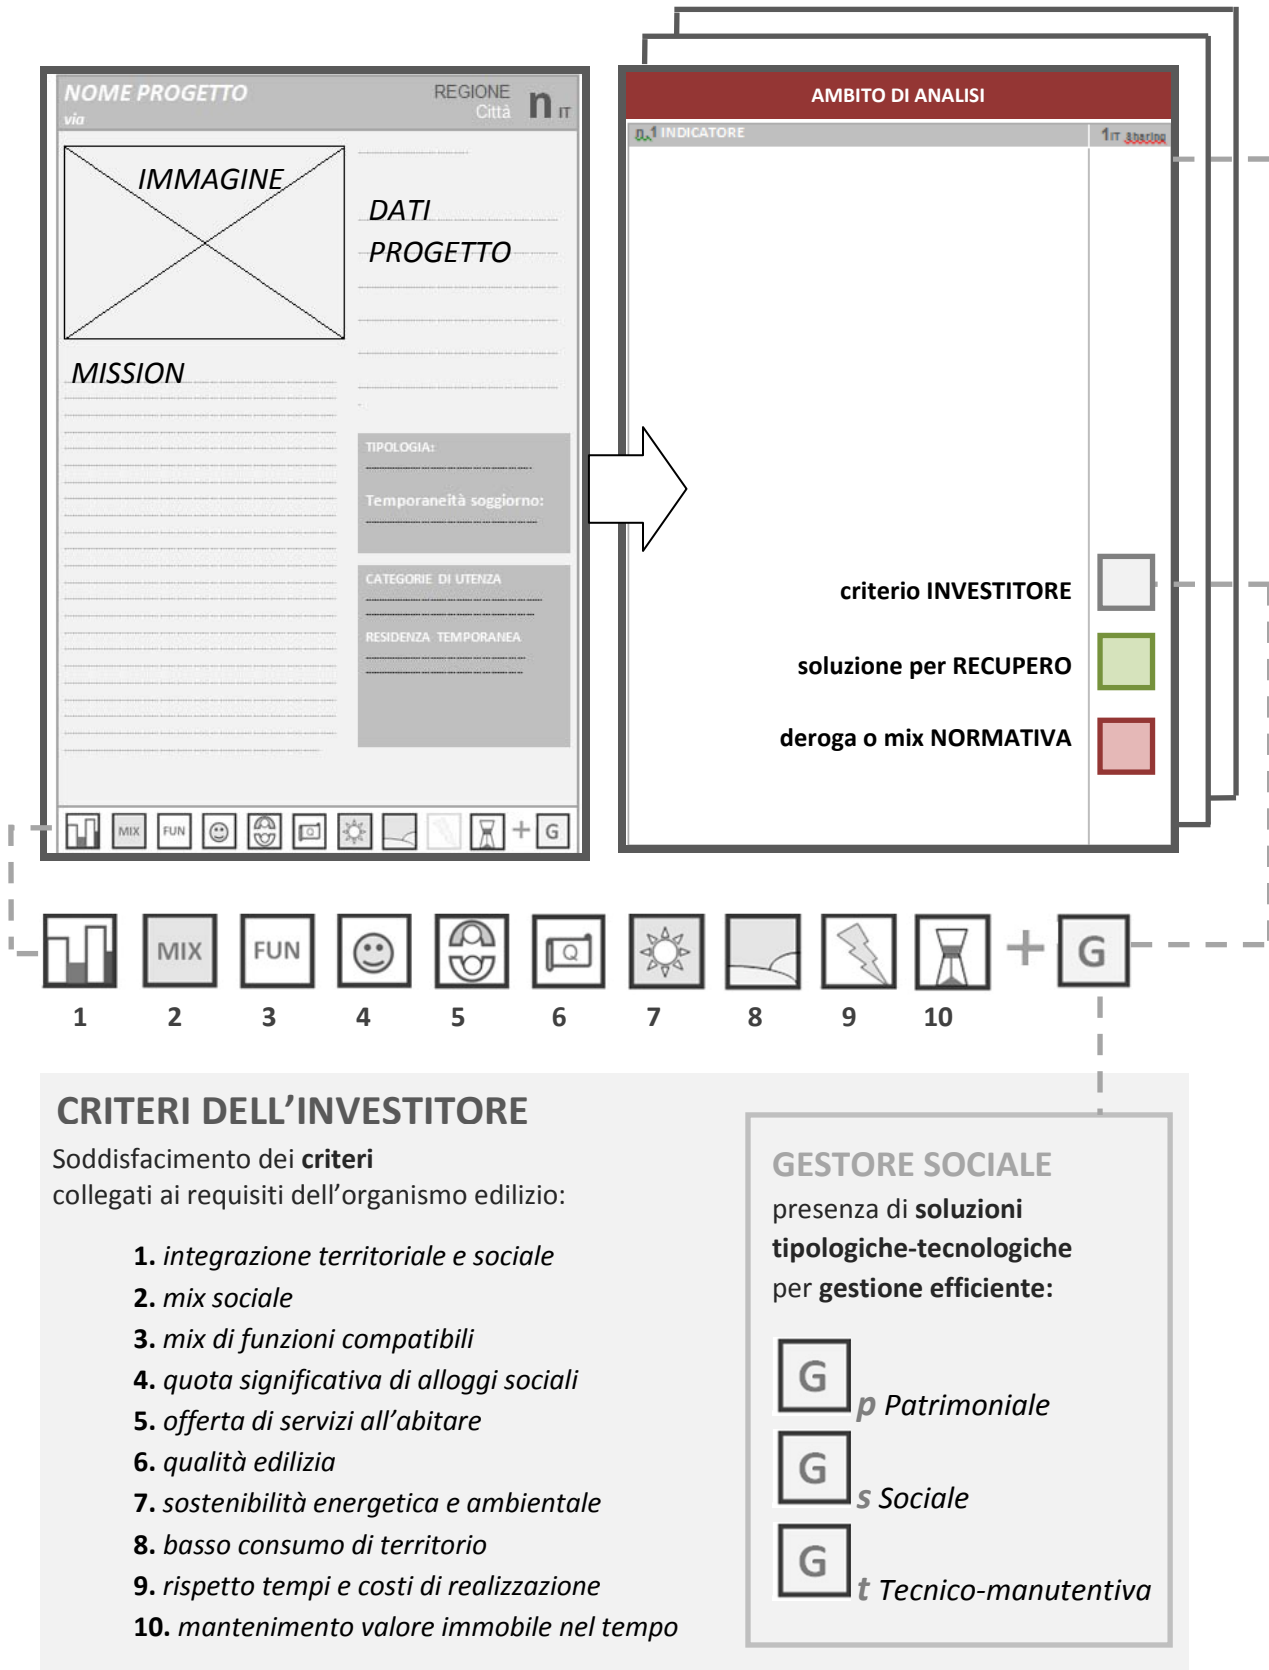 NOME PROGETTO
via
REGIONE
Città
n IT
IMMAGINE
DATI
PROGETTO
MISSION
TIPOLOGIA:
Temporaneità soggiorno:
CATEGORIE DI UTENZA
RESIDENZA TEMPORANEA
MIX
FUN
Q
+
G
AMBITO DI ANALISI
n.1 INDICATORE
1IT Sharing
criterio INVESTITORE
soluzione per RECUPERO
deroga o mix NORMATIVA
MIX
FUN
Q
+
G
1 2 3 4 5 6 7 8 9 10
CRITERI DELL'INVESTITORE
Soddisfacimento dei criteri
collegati ai requisiti dell'organismo edilizio:
1. integrazione territoriale e sociale
2. mix sociale
3. mix di funzioni compatibili
4. quota significativa di alloggi sociali
5. offerta di servizi all'abitare
6. qualità edilizia
7. sostenibilità energetica e ambientale
8. basso consumo di territorio
9. rispetto tempi e costi di realizzazione
10. mantenimento valore immobile nel tempo
GESTORE SOCIALE
presenza di soluzioni
tipologiche-tecnologiche
per gestione efficiente:
G
p Patrimoniale
G
s Sociale
G
t Tecnico-manutentiva